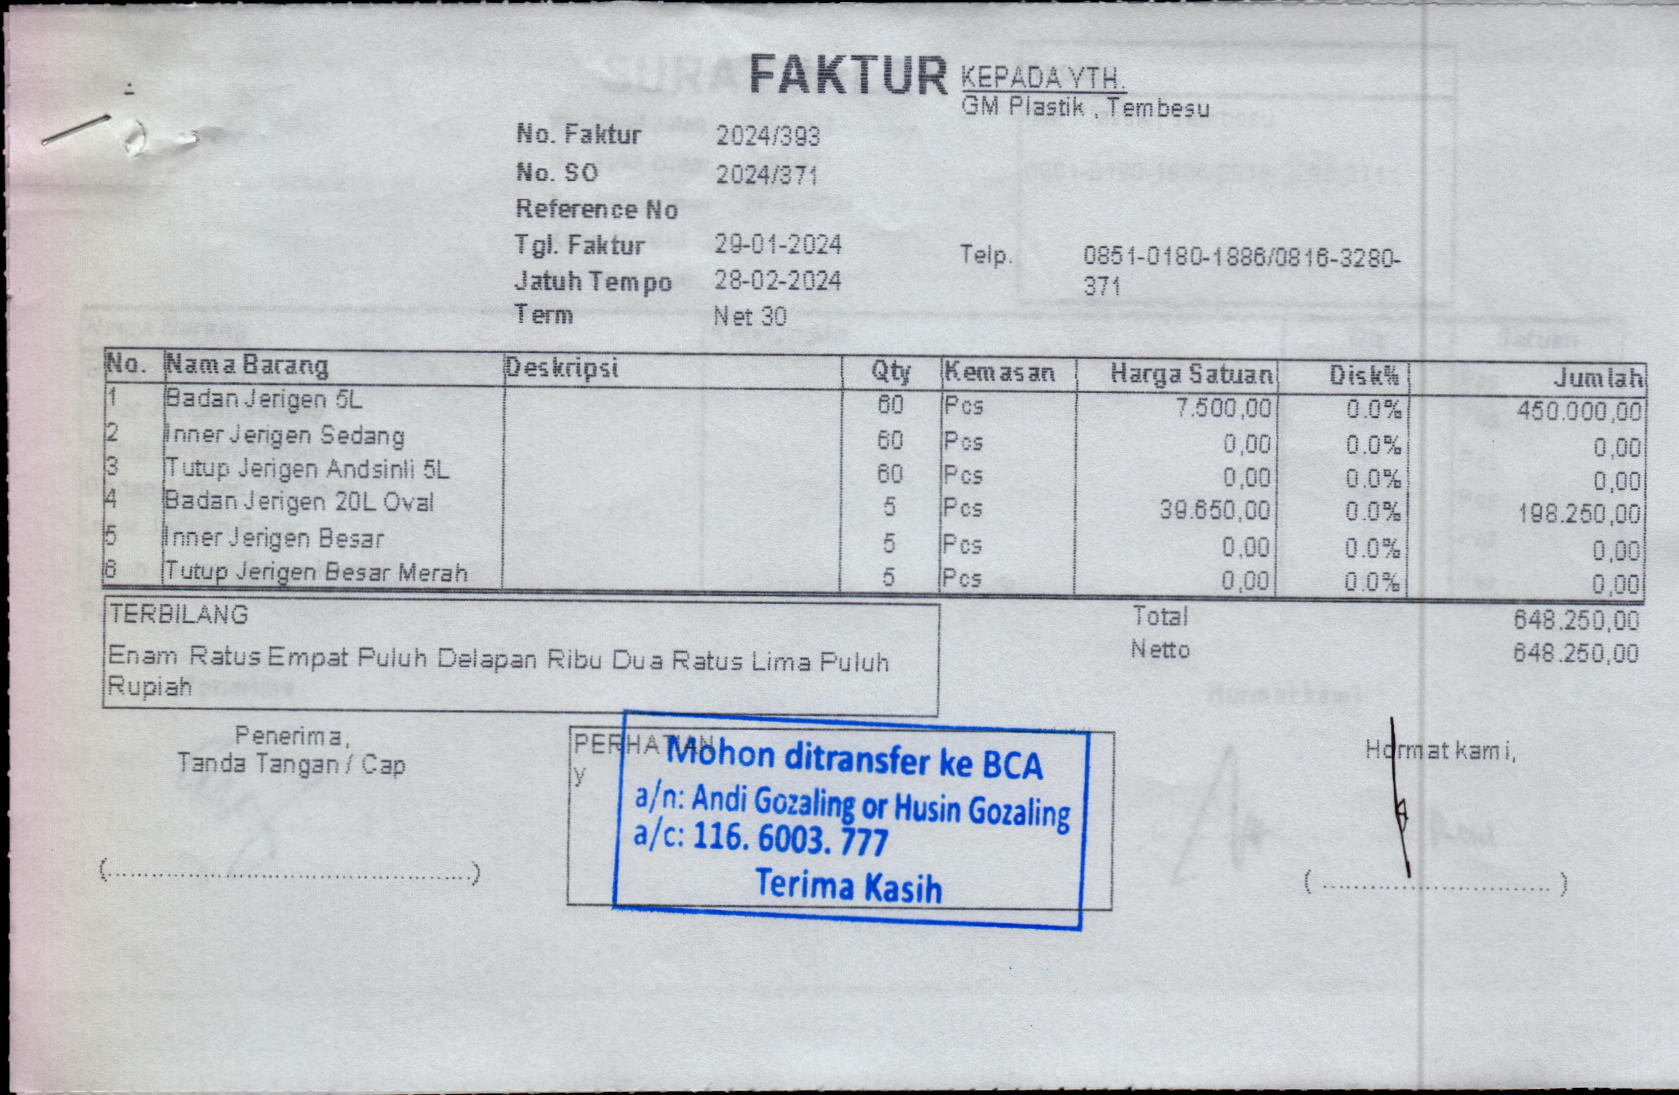 FAKTUR
KEPADA YTH.
GM Plastik , Tembesu
No. Faktur 2024/393
No. SO 2024/371
Reference No
Tgl. Faktur 29-01-2024
Jatuh Tempo 28-02-2024
Term Net 30
Telp. 0851-0180-1886/0816-3280-
371
No. Nama Barang Deskripsi Qty Kemasan Harga Satuan Disk% Jumlah
1 Badan Jerigen 5L 60 Pcs 7.500,00 0.0% 450.000,00
2 Inner Jerigen Sedang 60 Pcs 0,00 0.0% 0,00
3 Tutup Jerigen Andsinli 5L 60 Pcs 0,00 0.0% 0,00
4 Badan Jerigen 20L Oval 5 Pcs 39.650,00 0.0% 198.250,00
5 Inner Jerigen Besar 5 Pcs 0,00 0.0% 0,00
6 Tutup Jerigen Besar Merah 5 Pcs 0,00 0.0% 0,00
TERBILANG
Enam Ratus Empat Puluh Delapan Ribu Dua Ratus Lima Puluh
Rupiah
Total 648.250,00
Netto 648.250,00
Penerima,
Tanda Tangan / Cap
(...............................................)
PERHATIAN
y
Mohon ditransfer ke BCA
a/n: Andi Gozaling or Husin Gozaling
a/c: 116. 6003. 777
Terima Kasih
Hormat kami,
( ............................. )